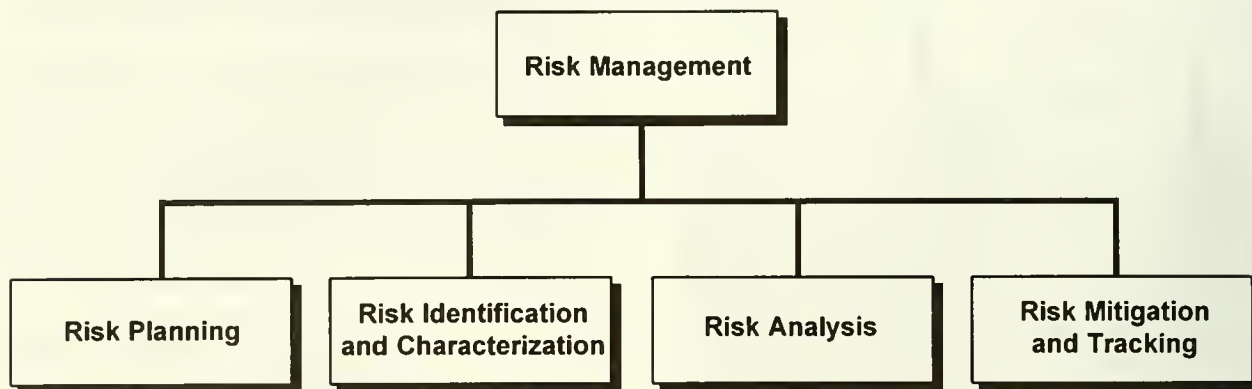 Risk Management
Risk Planning
Risk Identification
and Characterization
Risk Analysis
Risk Mitigation
and Tracking